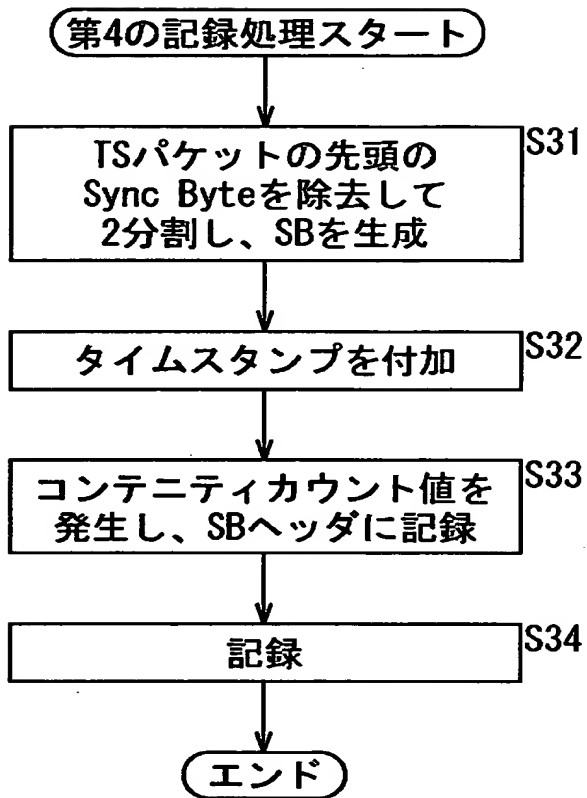 第4の記録処理スタート
S31
TSパケットの先頭の
Sync Byteを除去して
2分割し、SBを生成
S32
タイムスタンプを付加
S33
コンテニティカウント値を
発生し、SBヘッダに記録
S34
記録
エンド